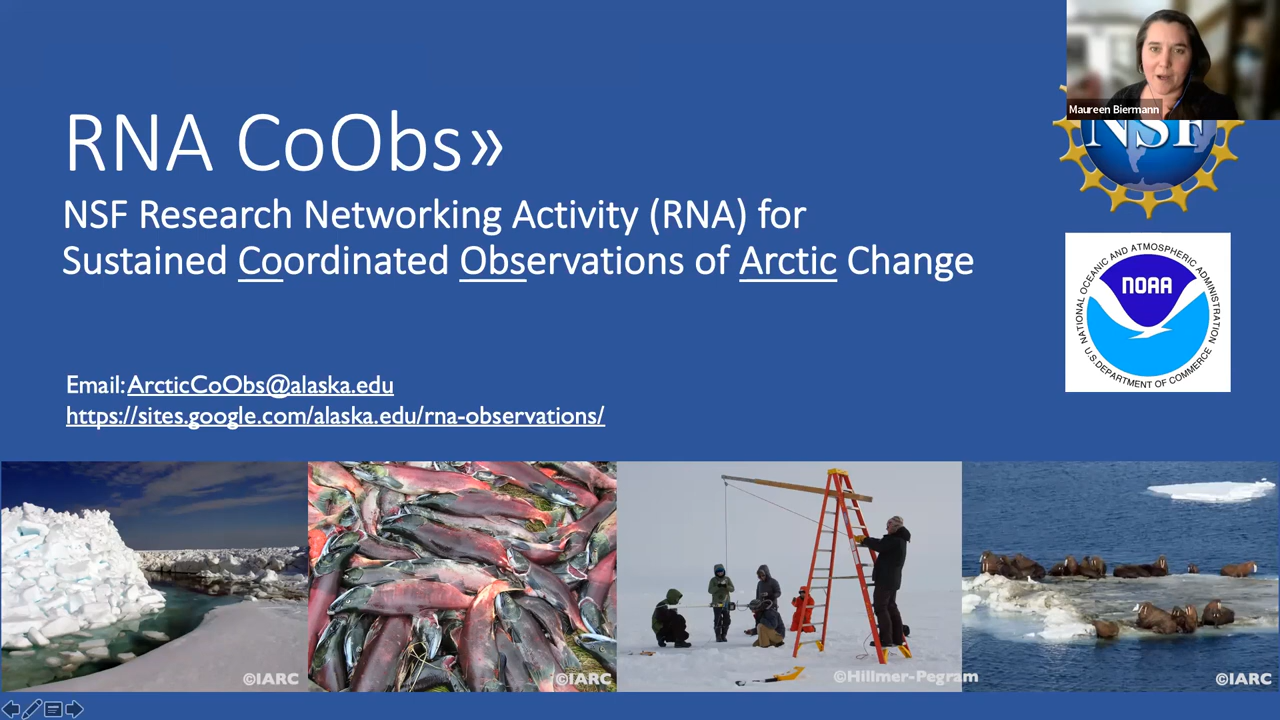 Maureen Biermann
RNA CoObs»
NSF Research Networking Activity (RNA) for
Sustained Coordinated Observations of Arctic Change
NSF
NATIONAL OCEANIC AND ATMOSPHERIC ADMINISTRATION
NOAA
U.S. DEPARTMENT OF COMMERCE
Email:ArcticCoObs@alaska.edu
https://sites.google.com/alaska.edu/rna-observations/
©IARC
©IARC
©Hillmer-Pegram
©IARC